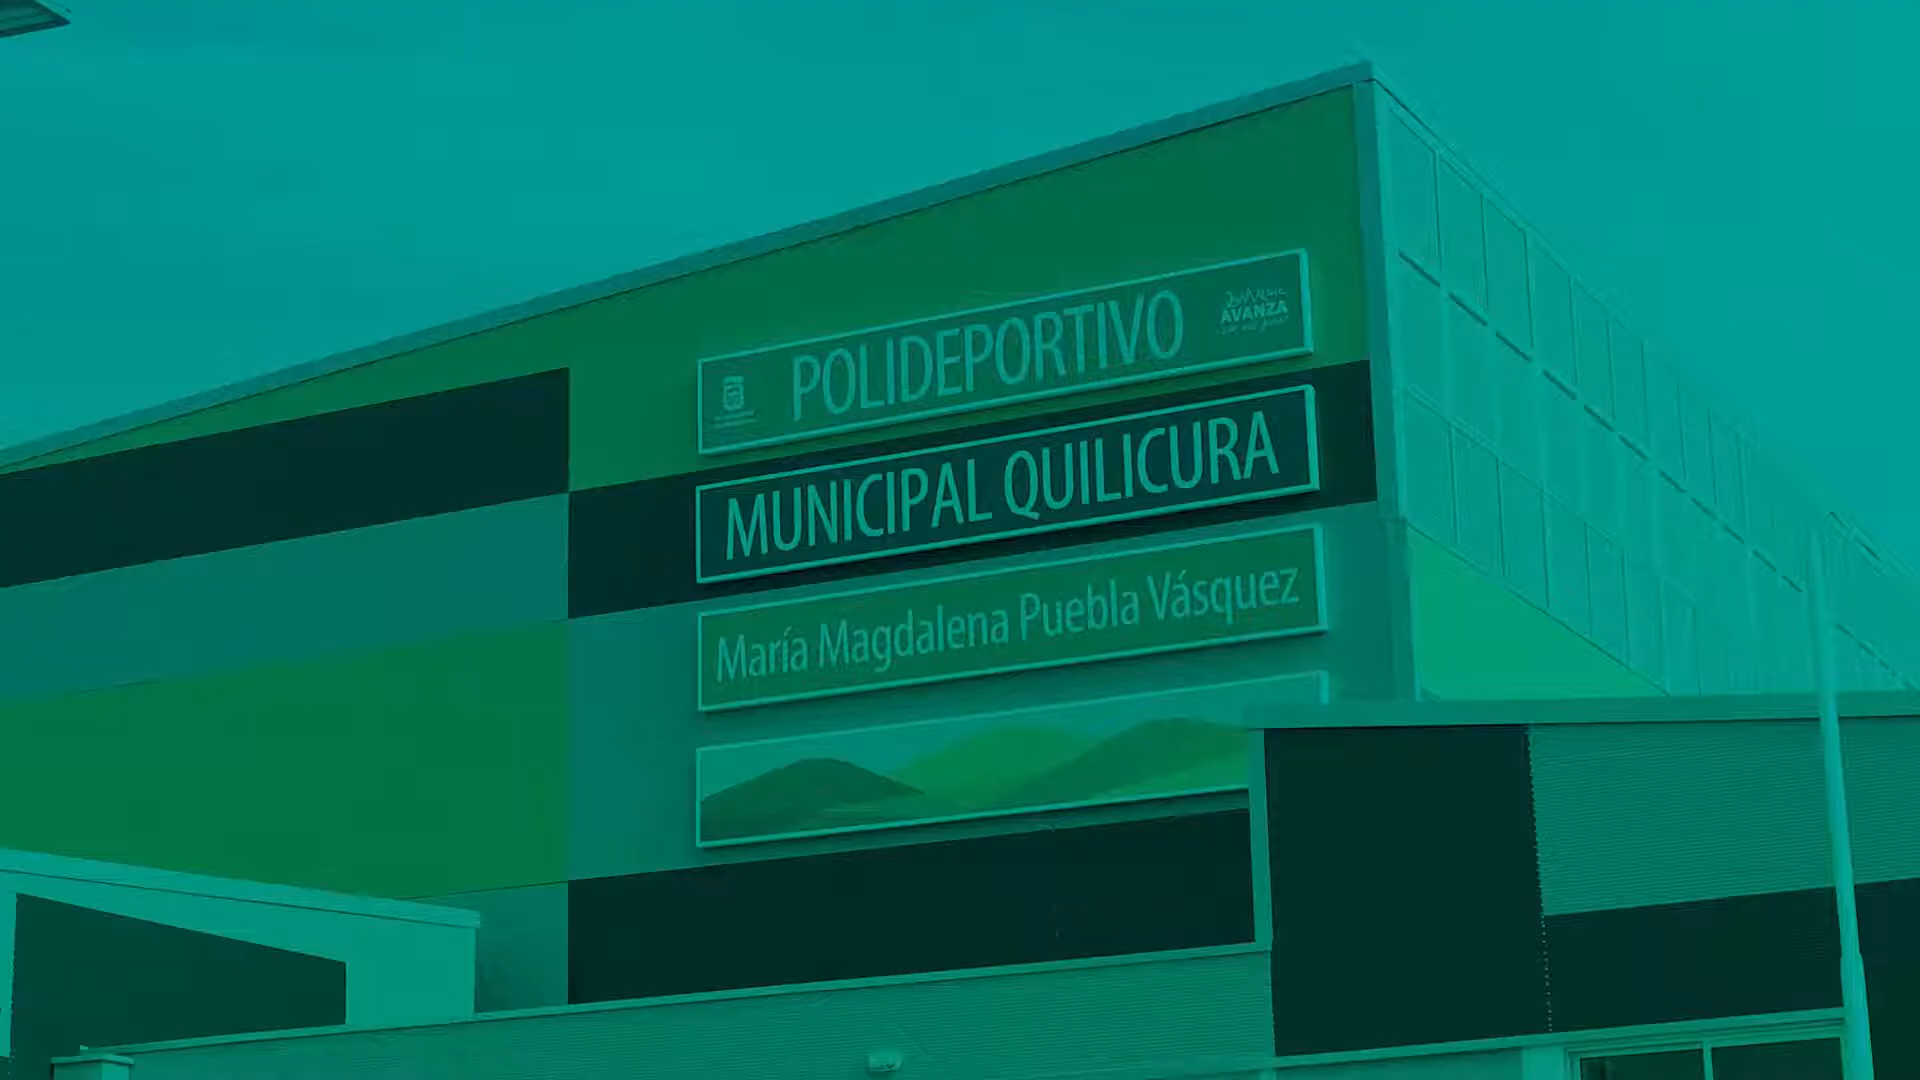 POLIDEPORTIVO
AVANZA
MUNICIPAL QUILICURA
María Magdalena Puebla Vásquez